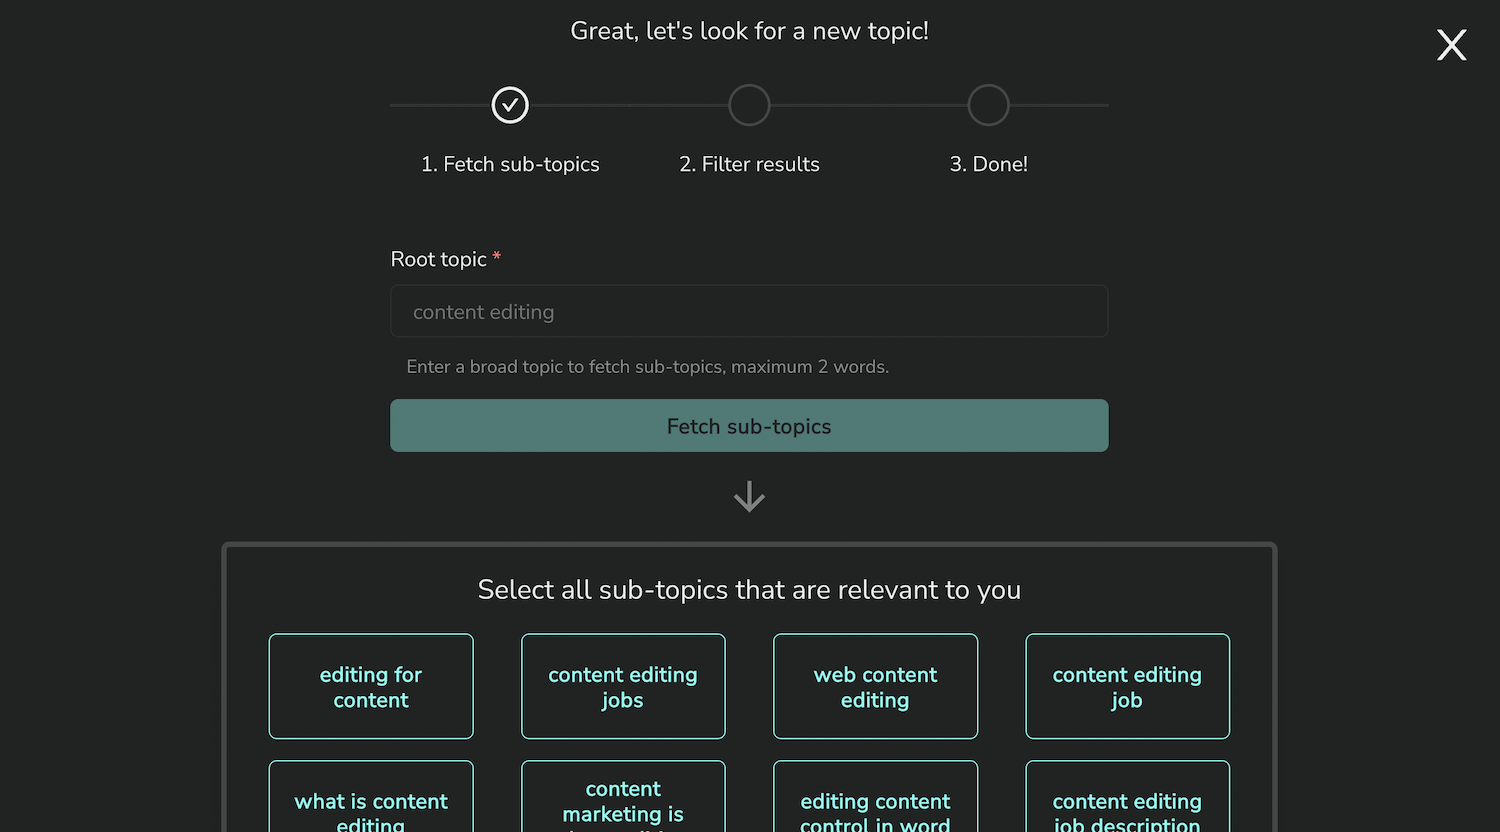 Great, let's look for a new topic!
X
1. Fetch sub-topics
2. Filter results
3. Done!
Root topic *
content editing
Enter a broad topic to fetch sub-topics, maximum 2 words.
Fetch sub-topics
Select all sub-topics that are relevant to you
editing for
content
content editing
jobs
web content
editing
content editing
job
what is content
editing
content
marketing is
editing content
control in word
content editing
job description